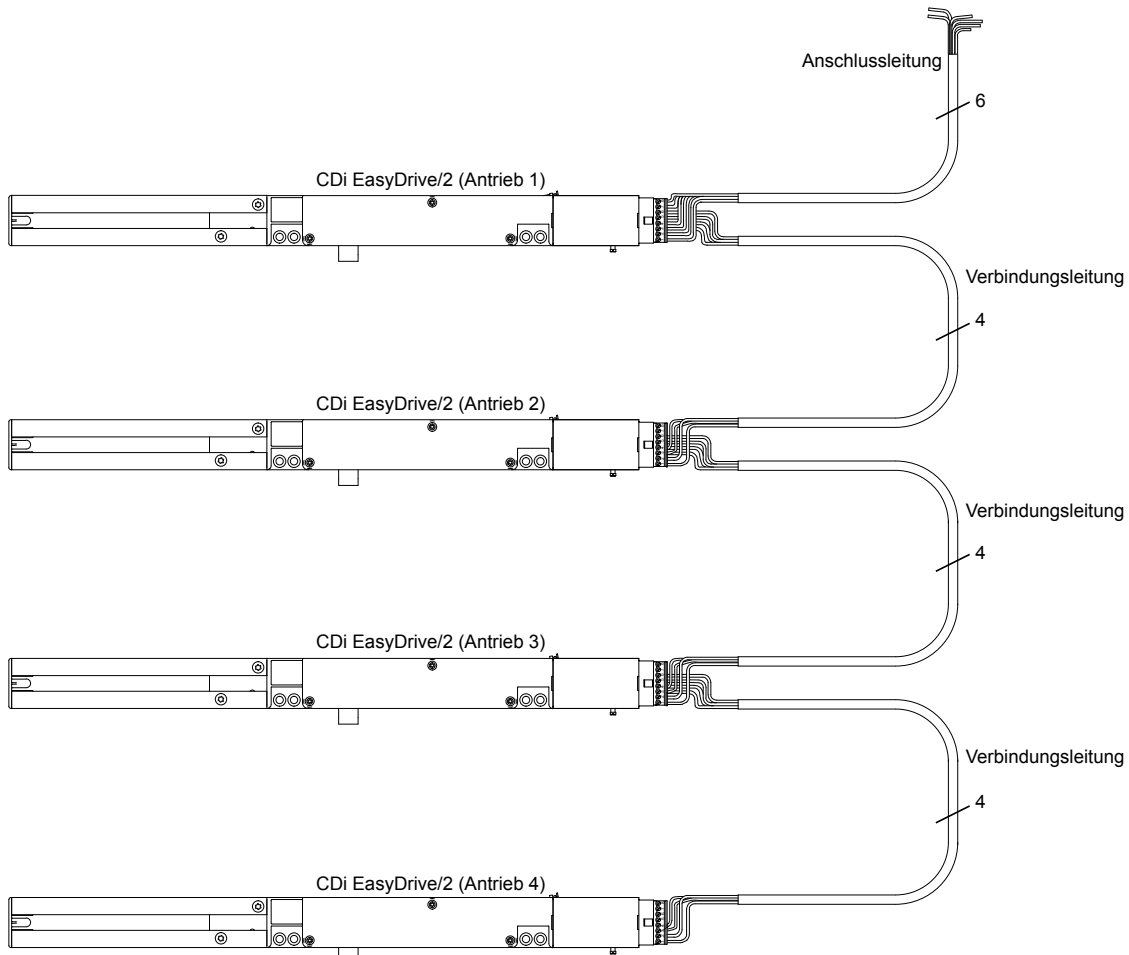 Anschlussleitung
6
CDi EasyDrive/2 (Antrieb 1)
Verbindungsleitung
4
CDi EasyDrive/2 (Antrieb 2)
Verbindungsleitung
4
CDi EasyDrive/2 (Antrieb 3)
Verbindungsleitung
4
CDi EasyDrive/2 (Antrieb 4)